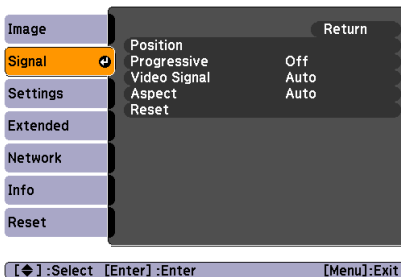 Image
Signal
Settings
Extended
Network
Info
Reset
Return
Position
Progressive Off
Video Signal Auto
Aspect Auto
Reset
[ ] :Select [Enter] :Enter [Menu]:Exit